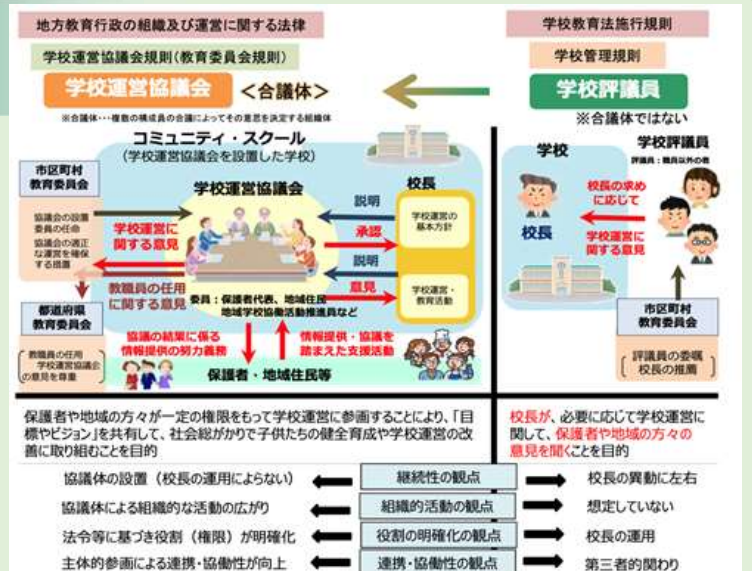 地方教育行政の組織及び運営に関する法律
学校運営協議会規則(教育委員会規則)
学校運営協議会
<合議体>
※合議体・・・複数の構成員の合議によってその意思を決定する組織体
コミュニティ・スクール
(学校運営協議会を設置した学校)
市区町村
教育委員会
協議会の設置
委員の任命
協議会の適正
な運営を確保
する措置
都道府県
教育委員会
教職員の任用
学校運営協議会
の意見を尊重
学校運営協議会
学校運営に
関する意見
教職員の任用
に関する意見
委員:保護者代表、地域住民
地域学校協働活動推進員など
校長
説明
承認
学校運営の
基本方針
説明
意見
学校運営・
教育活動
協議の結果に係る
情報提供の努力義務
情報提供・協議を
踏まえた支援活動
保護者・地域住民等
学校教育法施行規則
学校管理規則
学校評議員
※合議体ではない
学校
校長
学校評議員
評議員:職員以外の者
校長の求め
に応じて
学校運営に
関する意見
市区町村
教育委員会
評議員の委嘱
校長の推薦
保護者や地域の方々が一定の権限をもって学校運営に参画することにより、「目
標やビジョン」を共有して、社会総がかりで子供たちの健全育成や学校運営の改
善に取り組むことを目的
校長が、必要に応じて学校運営に
関して、保護者や地域の方々の
意見を聞くことを目的
協議体の設置(校長の運用によらない)
継続性の観点
校長の異動に左右
協議体による組織的な活動の広がり
組織的活動の観点
想定していない
法令等に基づき役割(権限)が明確化
役割の明確化の観点
校長の運用
主体的参画による連携・協働性が向上
連携・協働性の観点
第三者的関わり